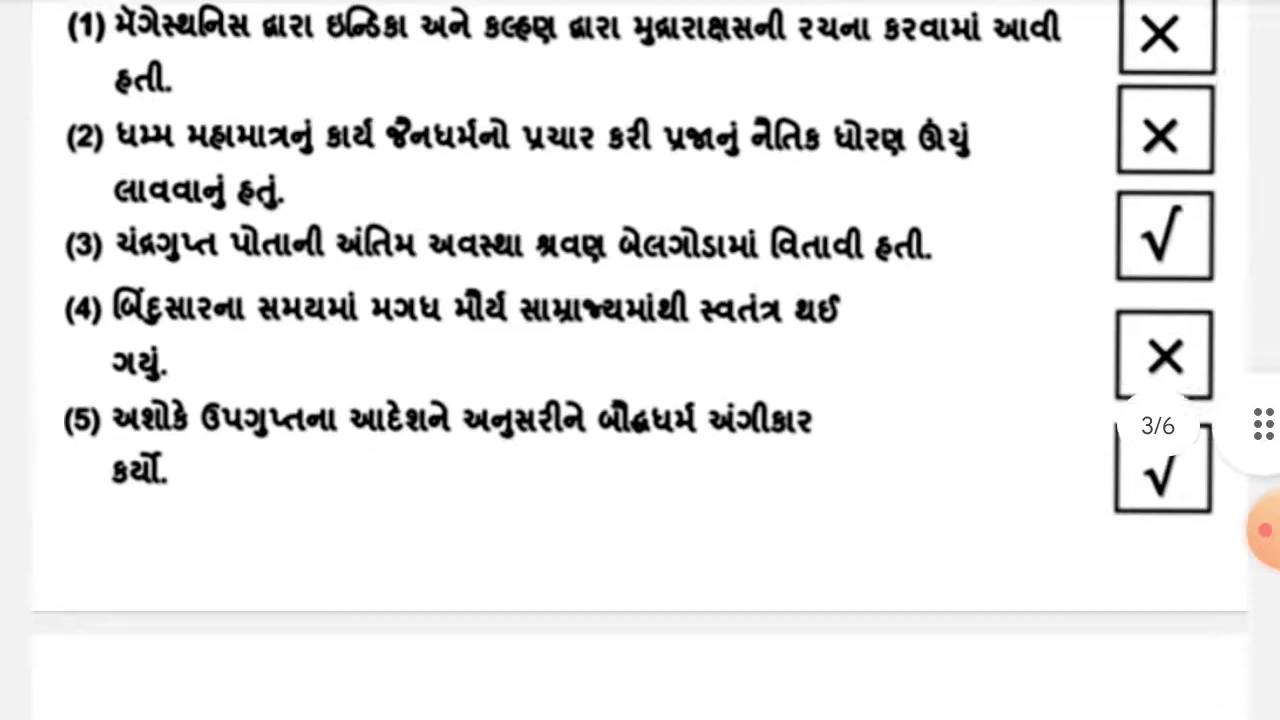 (1) મેંગેસ્થનિસ દ્વારા ઇન્ડિકા અને કલ્હણ દ્વારા મુદ્રારાક્ષસની રચના કરવામાં આવી
હતી.
×
(2) ધમ્મ મહામાત્રનું કાર્ય જૈનધર્મનો પ્રચાર કરી પ્રજાનું નૈતિક ધોરણ ઊંચું
લાવવાનું હતું.
×
(3) ચંદ્રગુપ્ત પોતાની અંતિમ અવસ્થા શ્રવણ બેલગોડામાં વિતાવી હતી.
√
(4) બિંદુસારના સમયમાં મગધ મૌર્ય સામ્રાજ્યમાંથી સ્વતંત્ર થઈ
ગયું.
×
(5) અશોકે ઉપગુપ્તના આદેશને અનુસરીને બૌદ્ધધર્મ અંગીકાર
કર્યો.
√
3/6